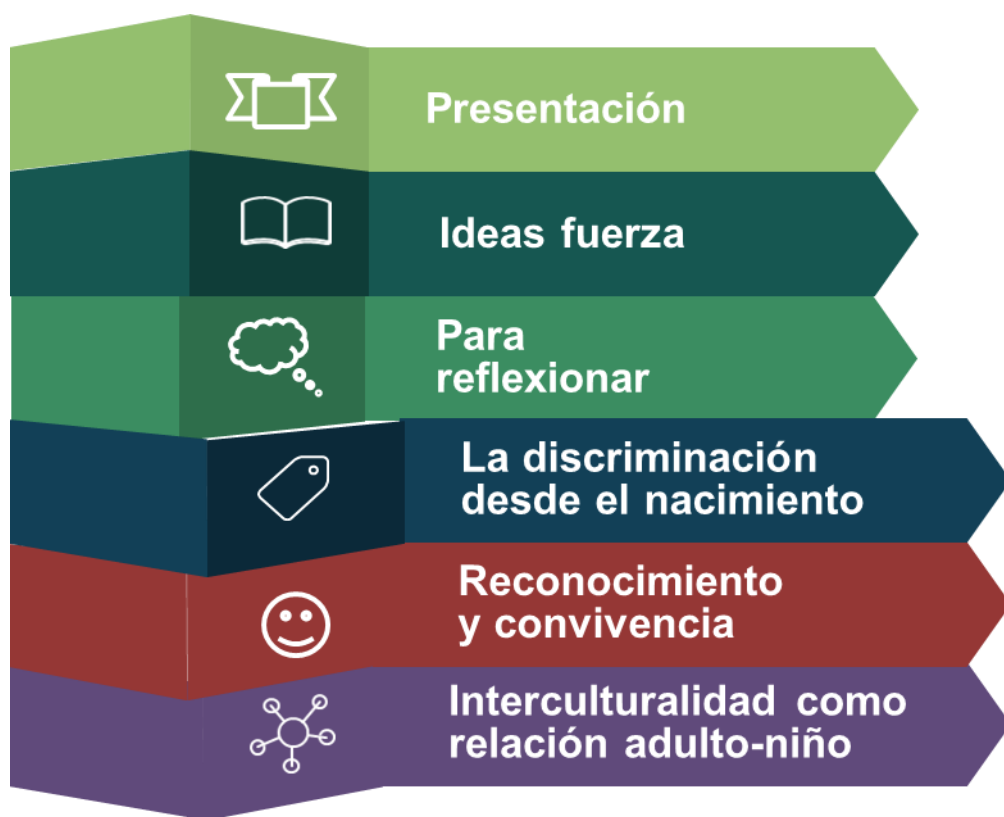 Presentación
Ideas fuerza
Para
reflexionar
La discriminación
desde el nacimiento
Reconocimiento
y convivencia
Interculturalidad como
relación adulto-niño